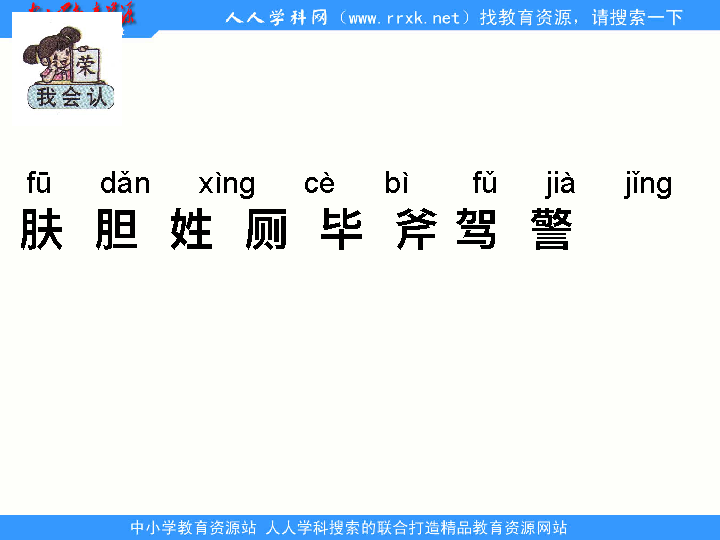 人人学科网（www.rrxk.net）找教育资源，请搜索一下
荣
我会认
fū dǎn xìng cè bì fǔ jià jǐng
肤 胆 姓 厕 毕 斧 驾 警
中小学教育资源站 人人学科搜索的联合打造精品教育资源网站